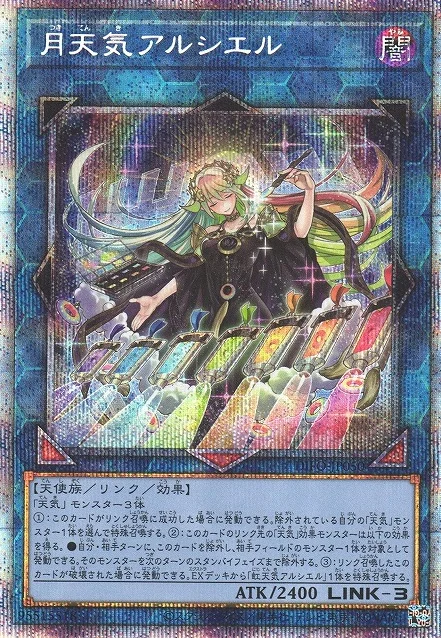 月天気アルシエル
闇
【天使族／リンク／効果】
「天気」モンスター３体
①：このカードがリンク召喚に成功した場合に発動できる。除外されている自分の「天気」モン
スター１体を選んで特殊召喚する。②：このカードのリンク先の「天気」効果モンスターは以下の効果
を得る。●自分・相手ターンに、このカードを除外し、相手フィールドのモンスター１体を対象として
発動できる。そのモンスターを次のターンのスタンバイフェイズまで除外する。③：リンク召喚したこ
のカードが破壊された場合に発動できる。EXデッキから「虹天気アルシエル」１体を特殊召喚する。
ATK/2400 LINK-3